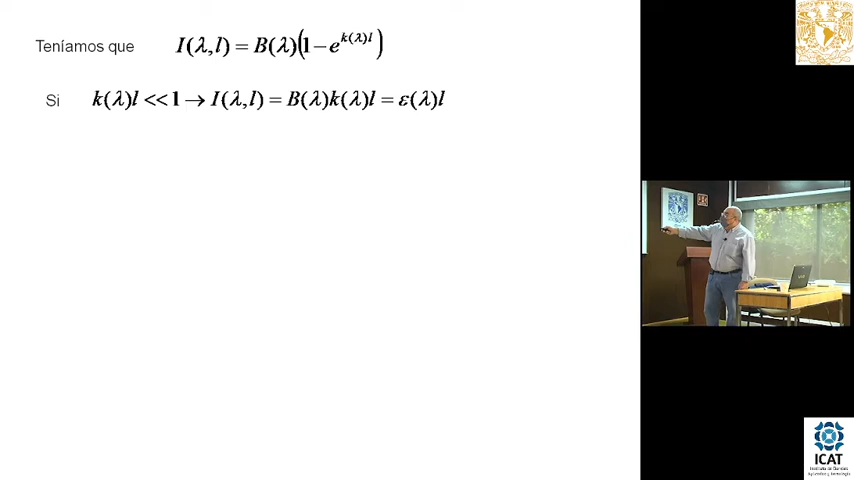 Teníamos que I(λ,l) = B(λ)(1 − e^{k(λ)l})
Si k(λ)l << 1 → I(λ,l) = B(λ)k(λ)l = ε(λ)l
ICAT